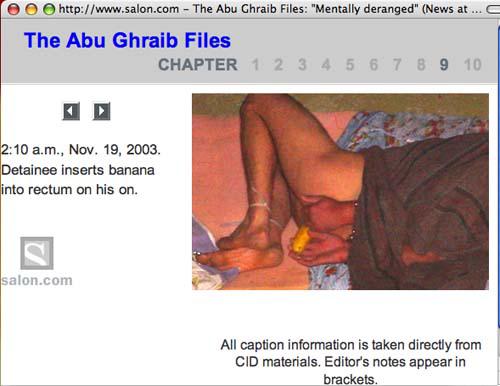 http://www.salon.com - The Abu Ghraib Files: "Mentally deranged" (News at
The Abu Ghraib Files
CHAPTER 1 2 3 4 5 6 7 8 9 10
2:10 a.m., Nov. 19, 2003.
Detainee inserts banana
into rectum on his on.
S
salon.com
All caption information is taken directly from
CID materials. Editor's notes appear in
brackets.